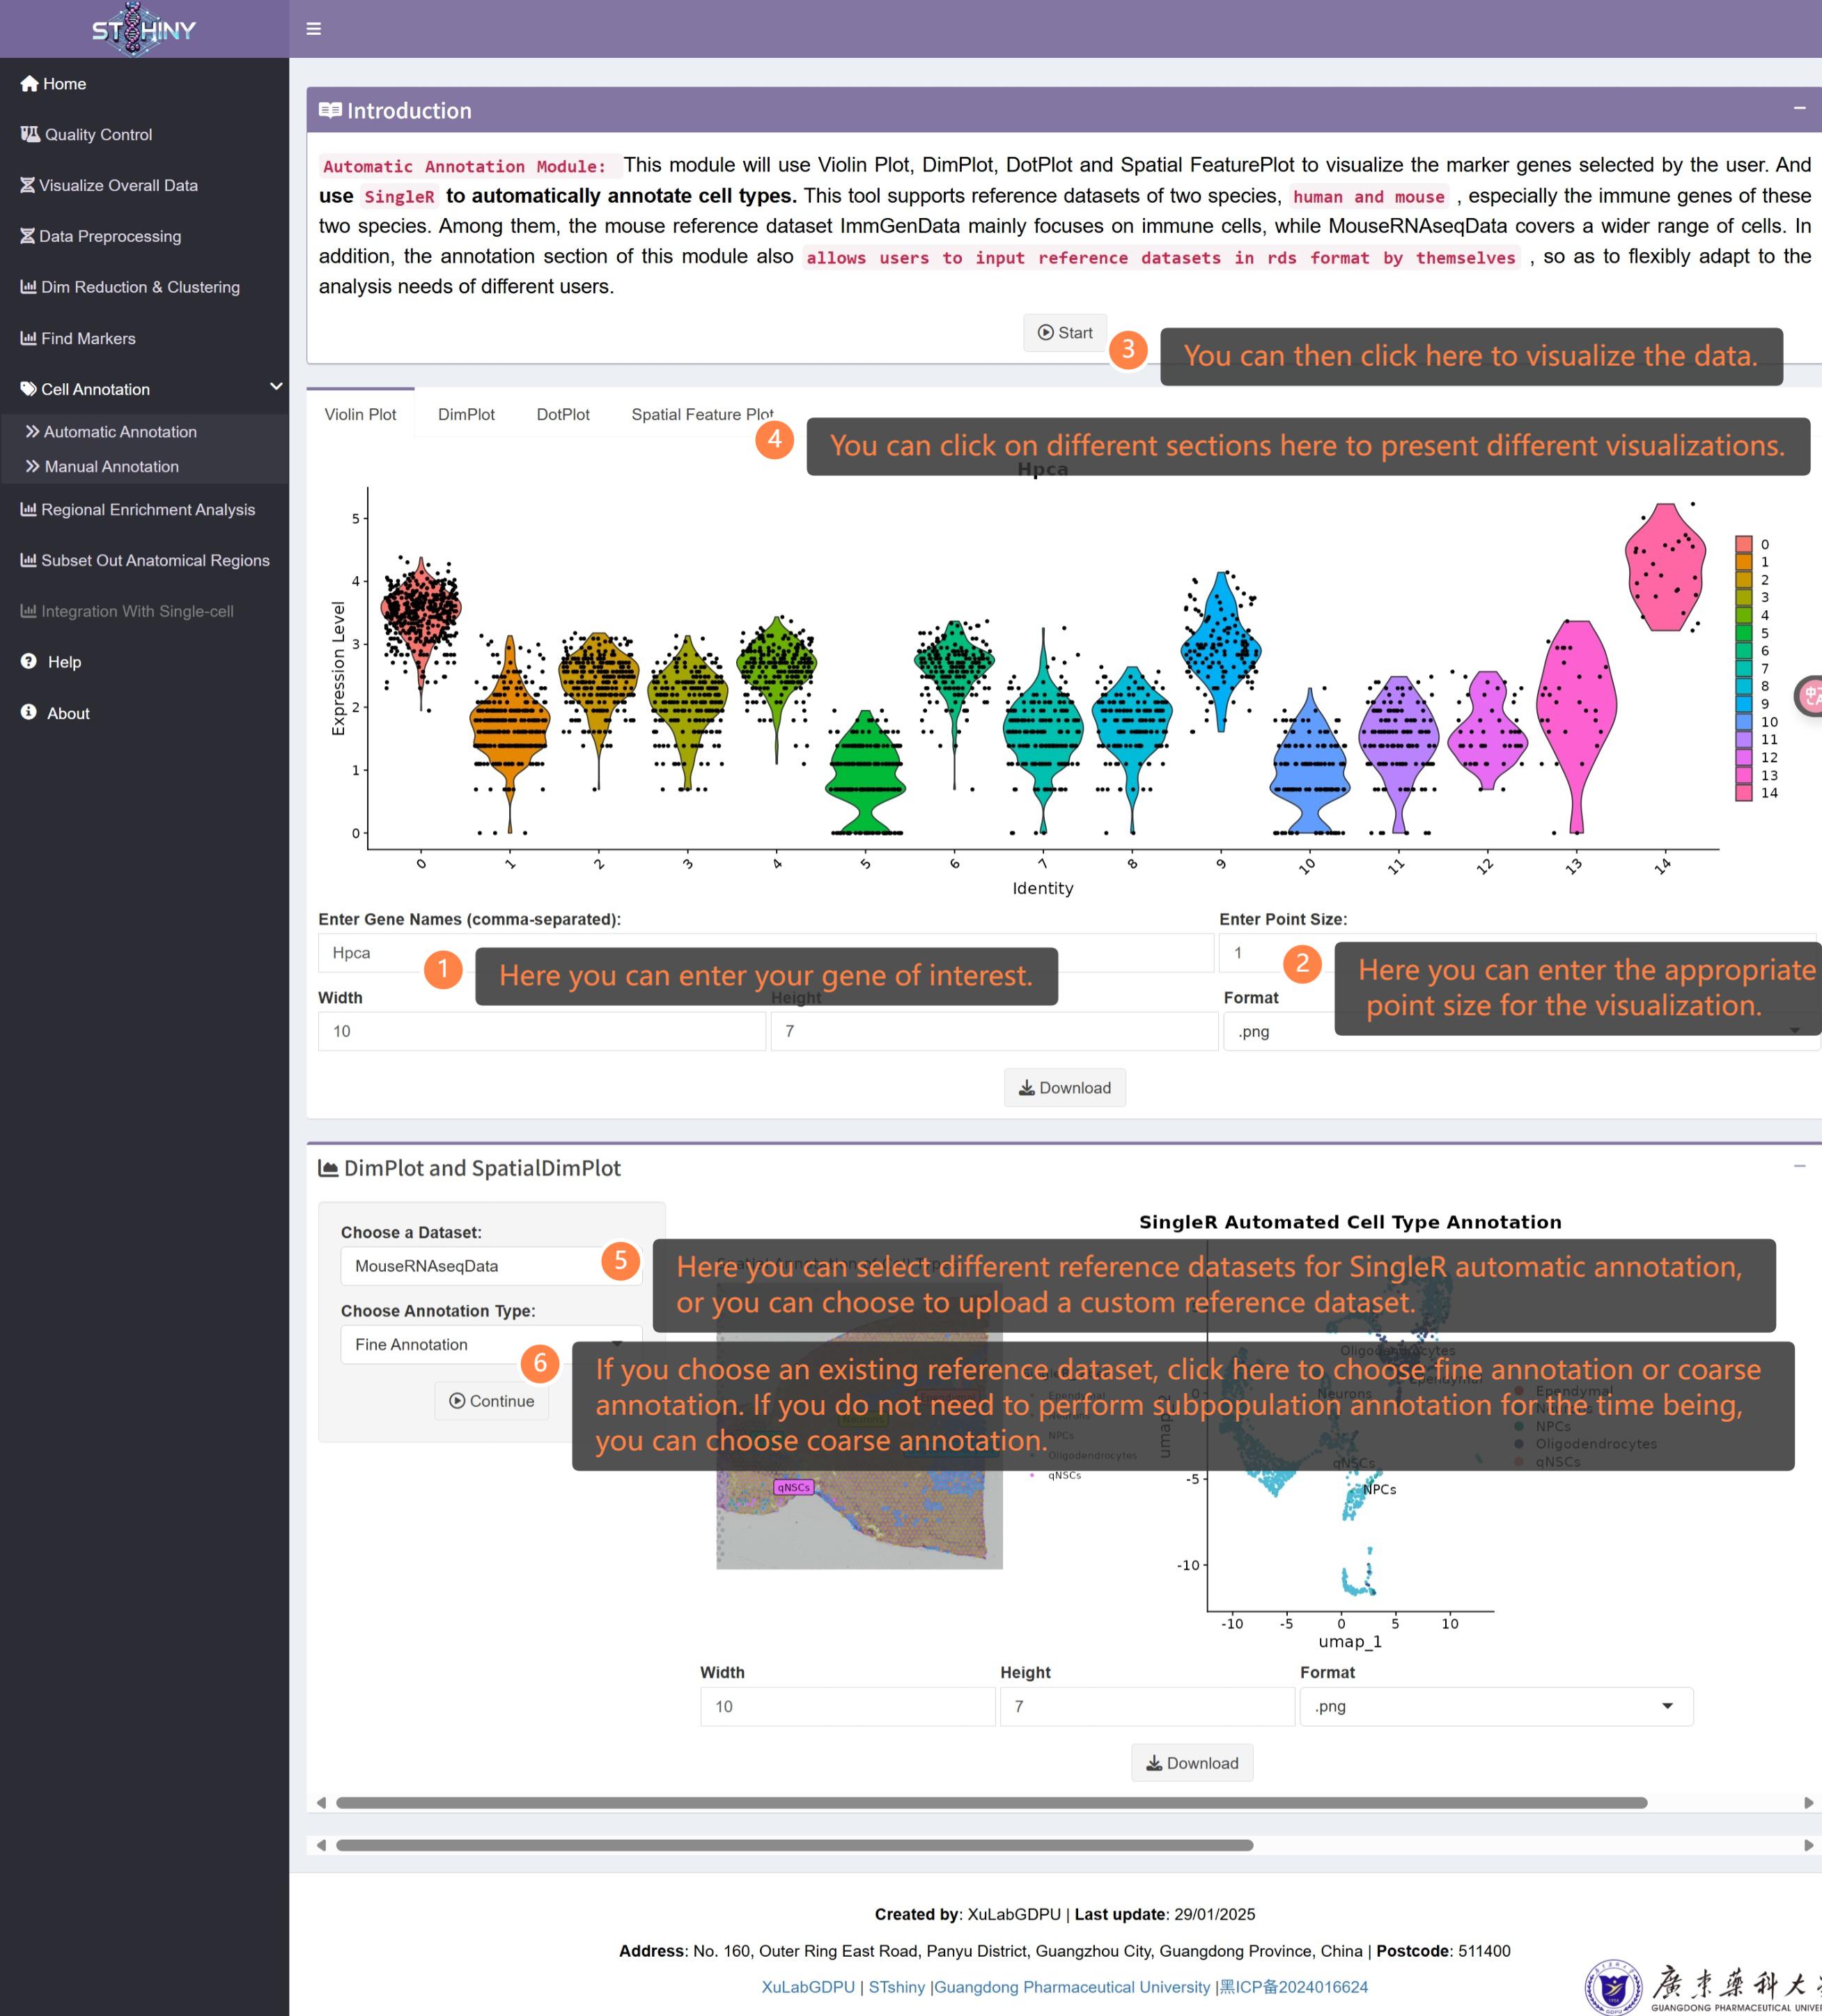 STSHINY
Home
Quality Control
Visualize Overall Data
Data Preprocessing
Dim Reduction & Clustering
Find Markers
Cell Annotation
Automatic Annotation
Manual Annotation
Regional Enrichment Analysis
Subset Out Anatomical Regions
Integration With Single-cell
Help
About
Introduction
Automatic Annotation Module: This module will use Violin Plot, DimPlot, DotPlot and Spatial FeaturePlot to visualize the marker genes selected by the user. And
use SingleR to automatically annotate cell types. This tool supports reference datasets of two species, human and mouse , especially the immune genes of these
two species. Among them, the mouse reference dataset ImmGenData mainly focuses on immune cells, while MouseRNAseqData covers a wider range of cells. In
addition, the annotation section of this module also allows users to input reference datasets in rds format by themselves , so as to flexibly adapt to the
analysis needs of different users.
Start
3 You can then click here to visualize the data.
Violin Plot DimPlot DotPlot Spatial Feature Plot
4 You can click on different sections here to present different visualizations.
Hpca
Expression Level
5
4
3
2
1
0
0 1 2 3 4 5 6 7 8 9 10 11 12 13 14
Identity
0
1
2
3
4
5
6
7
8
9
10
11
12
13
14
Enter Gene Names (comma-separated): Enter Point Size:
Hpca 1
1 Here you can enter your gene of interest.
2 Here you can enter the appropriate
point size for the visualization.
Width Height Format
10 7 .png
Download
DimPlot and SpatialDimPlot
Choose a Dataset:
MouseRNAseqData
Choose Annotation Type:
Fine Annotation
Continue
SingleR Automated Cell Type Annotation
5 Here you can select different reference datasets for SingleR automatic annotation,
or you can choose to upload a custom reference dataset.
6 If you choose an existing reference dataset, click here to choose fine annotation or coarse
annotation. If you do not need to perform subpopulation annotation for the time being,
you can choose coarse annotation.
Neurons
qNSCs
Ependymal
Neurons
NPCs
Oligodendrocytes
qNSCs
Oligodendrocytes
Ependymal
Neurons
qNSCs
NPCs
0
-5
-10
-10 -5 0 5 10
umap_1
umap
Ependymal
NPCs
Oligodendrocytes
qNSCs
Width Height Format
10 7 .png
Download
Created by: XuLabGDPU | Last update: 29/01/2025
Address: No. 160, Outer Ring East Road, Panyu District, Guangzhou City, Guangdong Province, China | Postcode: 511400
XuLabGDPU | STshiny |Guangdong Pharmaceutical University |黑ICP备2024016624
廣東藥科大
GUANGDONG PHARMACEUTICAL UNIVER